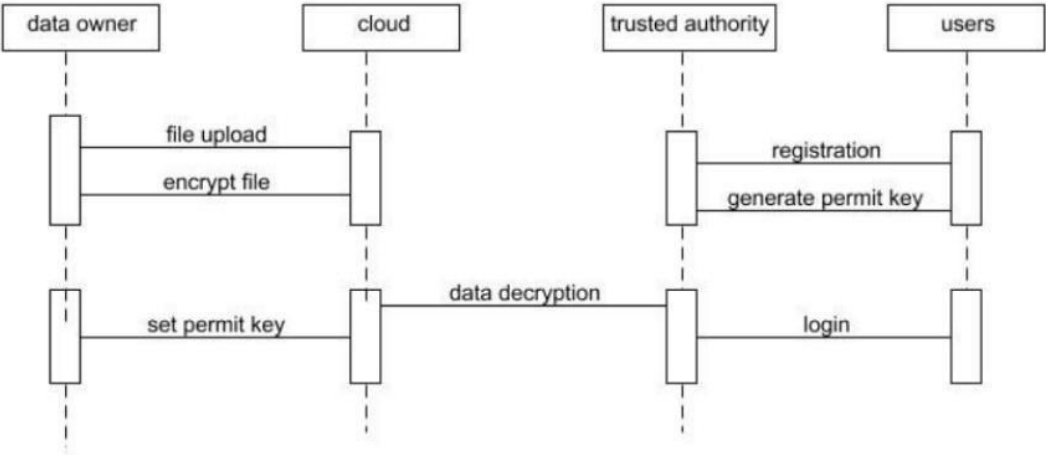 data owner
cloud
trusted authority
users
file upload
registration
encrypt file
generate permit key
data decryption
set permit key
login